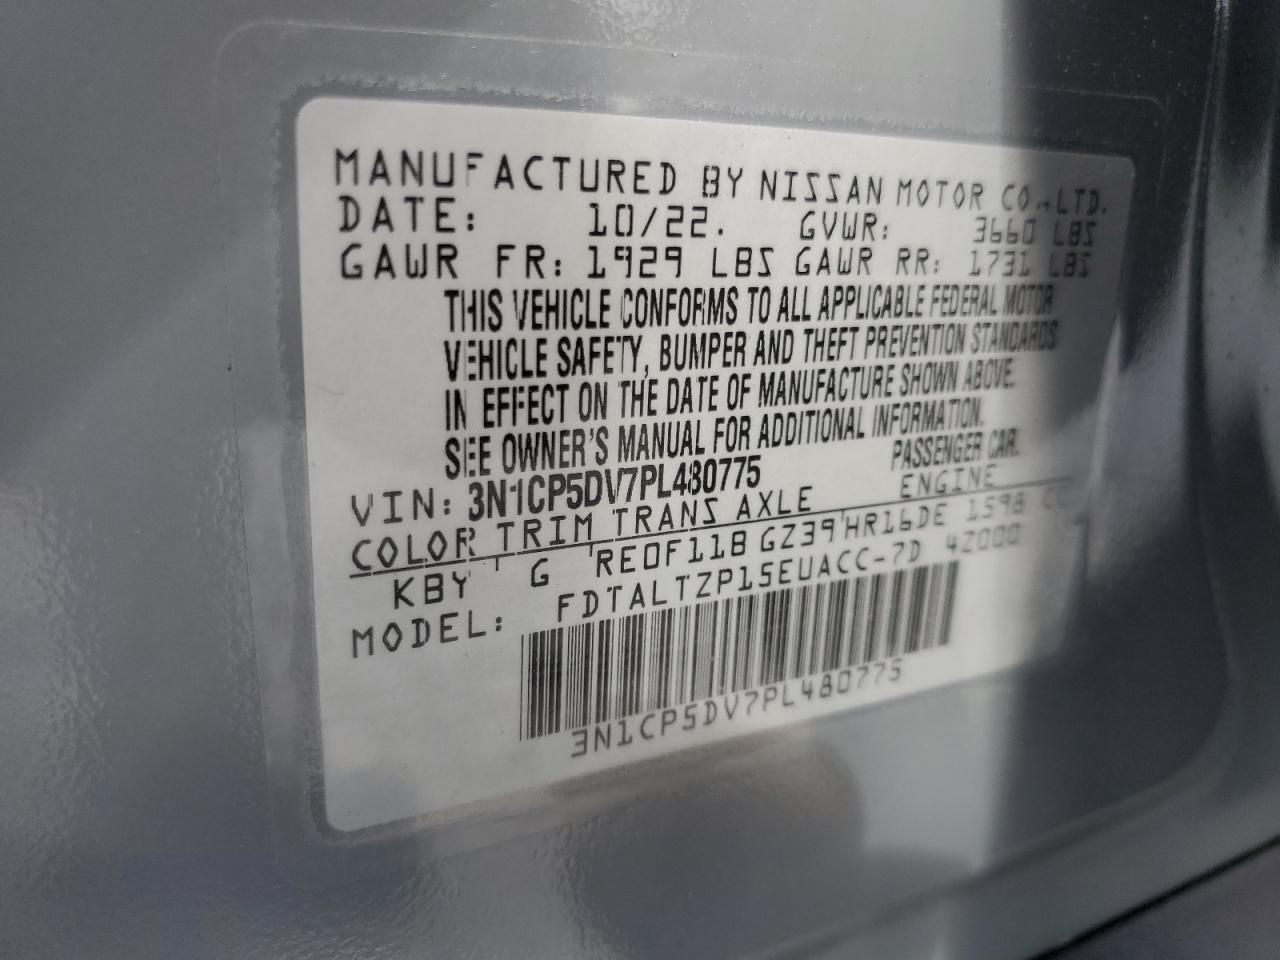 MANUFACTURED BY NISSAN MOTOR CO.,LTD.
DATE: 10/22. GVWR: 3660 LBS
GAWR FR: 1929 LBS GAWR RR: 1731 LBS
THIS VEHICLE CONFORMS TO ALL APPLICABLE FEDERAL MOTOR
VEHICLE SAFETY, BUMPER AND THEFT PREVENTION STANDARDS
IN EFFECT ON THE DATE OF MANUFACTURE SHOWN ABOVE.
SEE OWNER'S MANUAL FOR ADDITIONAL INFORMATION.
VIN: 3N1CP5DV7PL480775 PASSENGER CAR.
COLOR TRIM TRANS AXLE ENGINE
KBY G RE0F11B GZ39 HR16DE 1598 CC
MODEL: FDTALTZP15EUACC-7D 4Z000
3N1CP5DV7PL480775